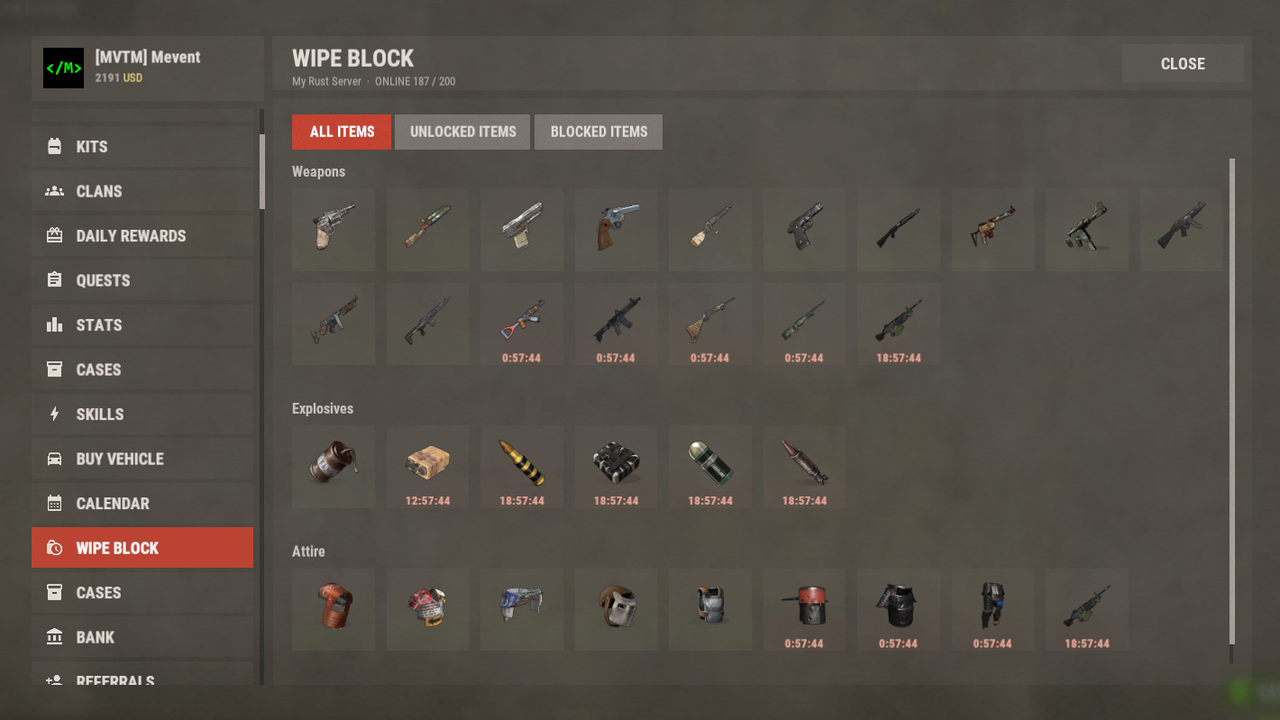 </M>
[MVTM] Mevent
2191 USD
KITS
CLANS
DAILY REWARDS
QUESTS
STATS
CASES
SKILLS
BUY VEHICLE
CALENDAR
WIPE BLOCK
CASES
BANK
REFERRALS
WIPE BLOCK
My Rust Server · ONLINE 187 / 200
CLOSE
ALL ITEMS UNLOCKED ITEMS BLOCKED ITEMS
Weapons
0:57:44 0:57:44 0:57:44 0:57:44 18:57:44
Explosives
12:57:44 18:57:44 18:57:44 18:57:44 18:57:44
Attire
0:57:44 0:57:44 0:57:44 18:57:44